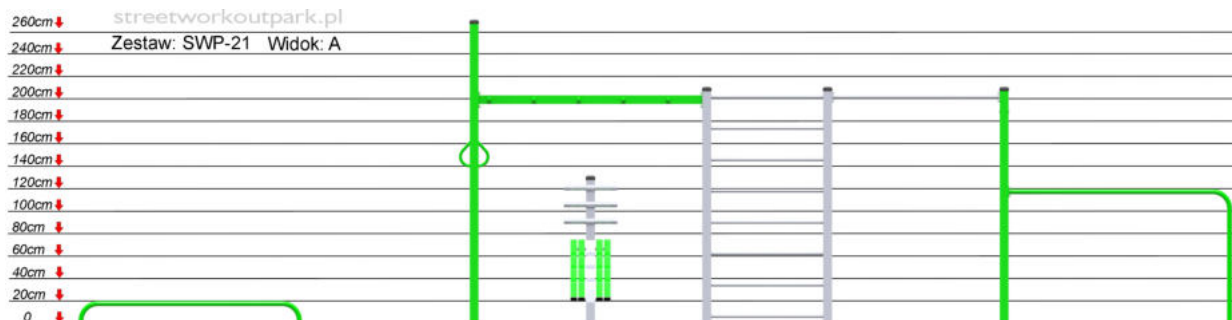 streetworkoutpark.pl
260cm
Zestaw: SWP-21 Widok: A
240cm
220cm
200cm
180cm
160cm
140cm
120cm
100cm
80cm
60cm
40cm
20cm
0